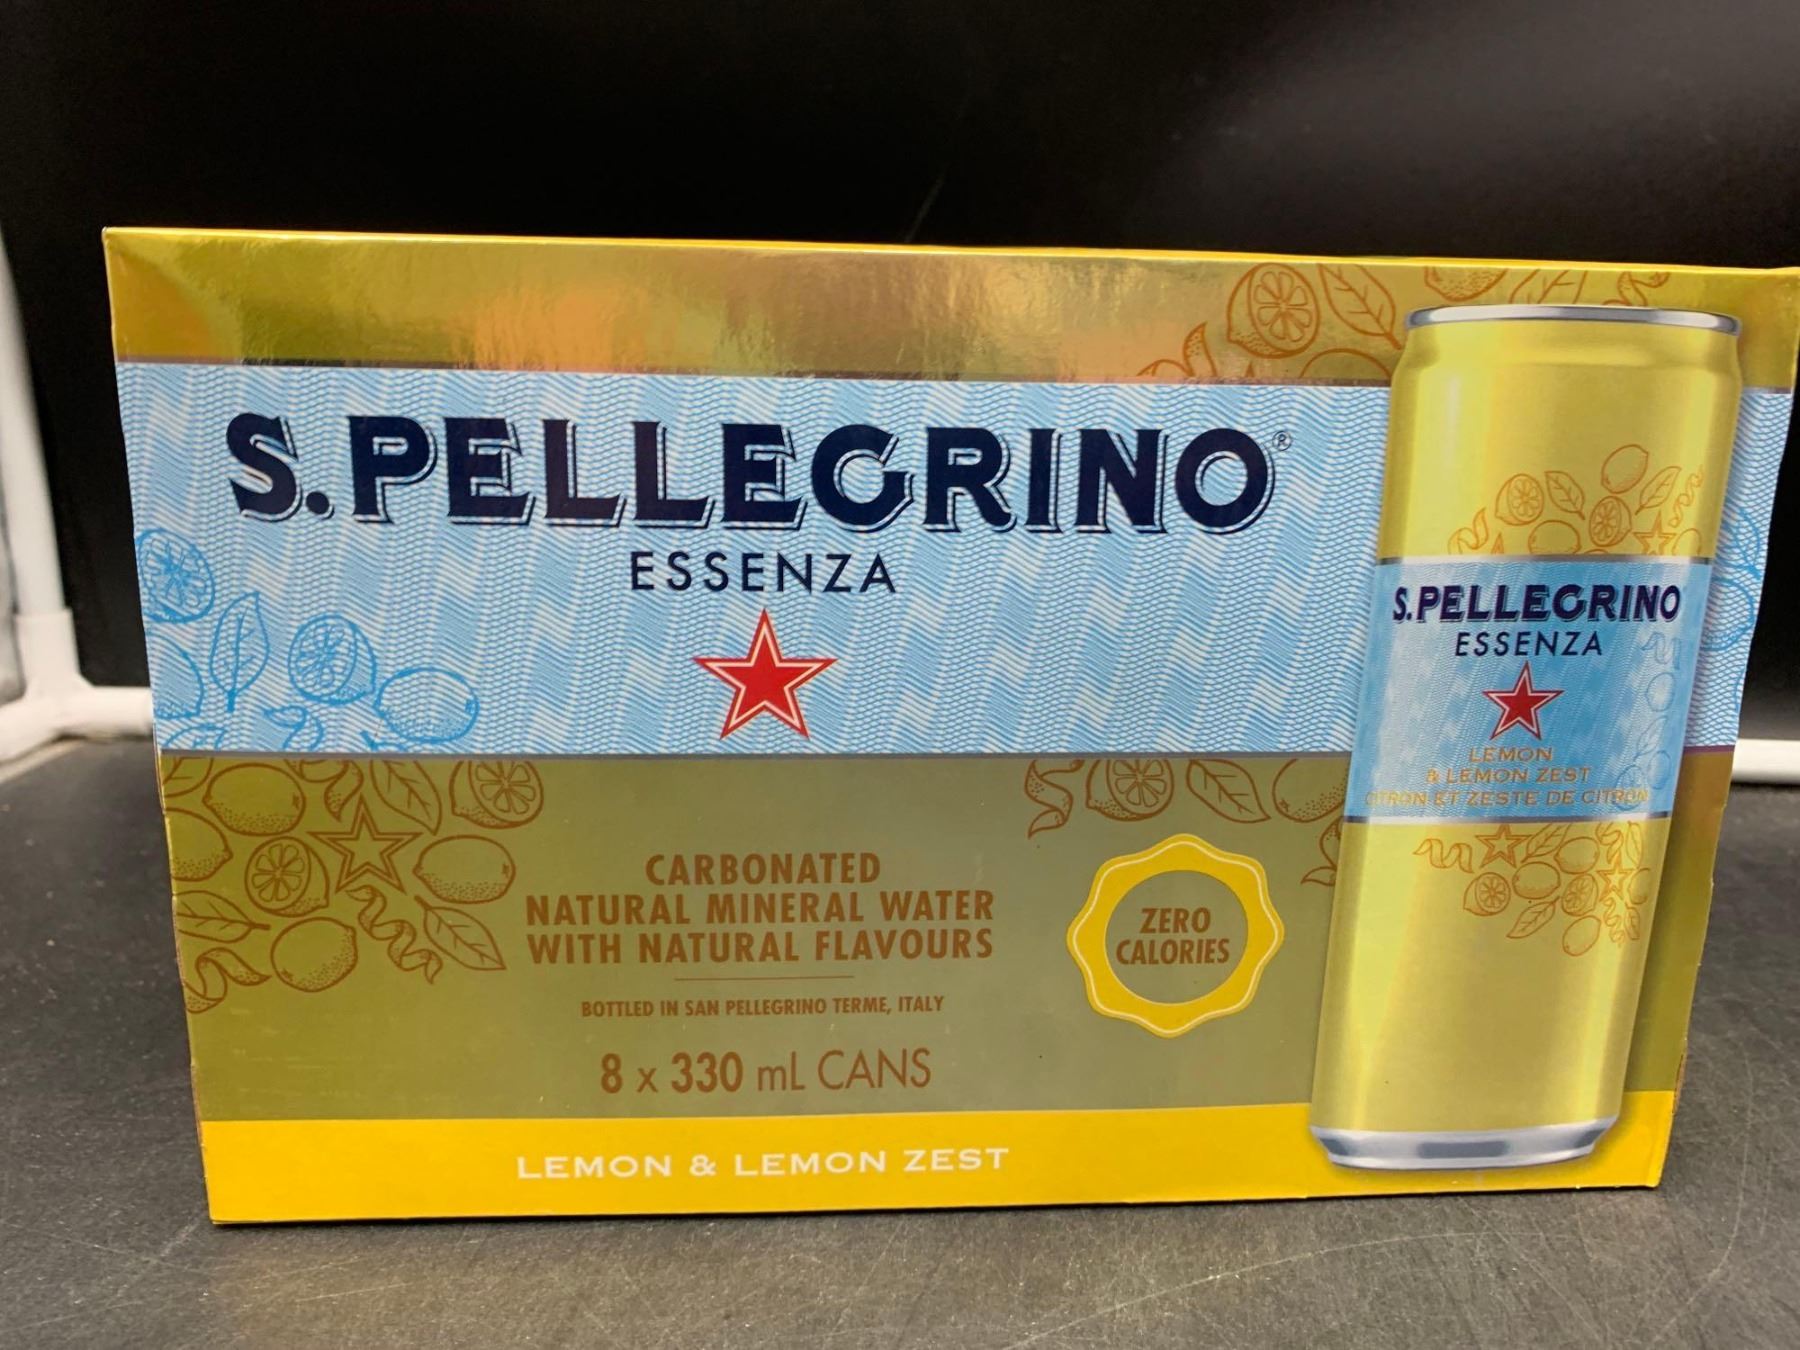 S.PELLEGRINO®
ESSENZA
CARBONATED
NATURAL MINERAL WATER
WITH NATURAL FLAVOURS
BOTTLED IN SAN PELLEGRINO TERME, ITALY
8 x 330 mL CANS
LEMON & LEMON ZEST
ZERO
CALORIES
S.PELLEGRINO
ESSENZA
LEMON
& LEMON ZEST
CITRON ET ZESTE DE CITRON